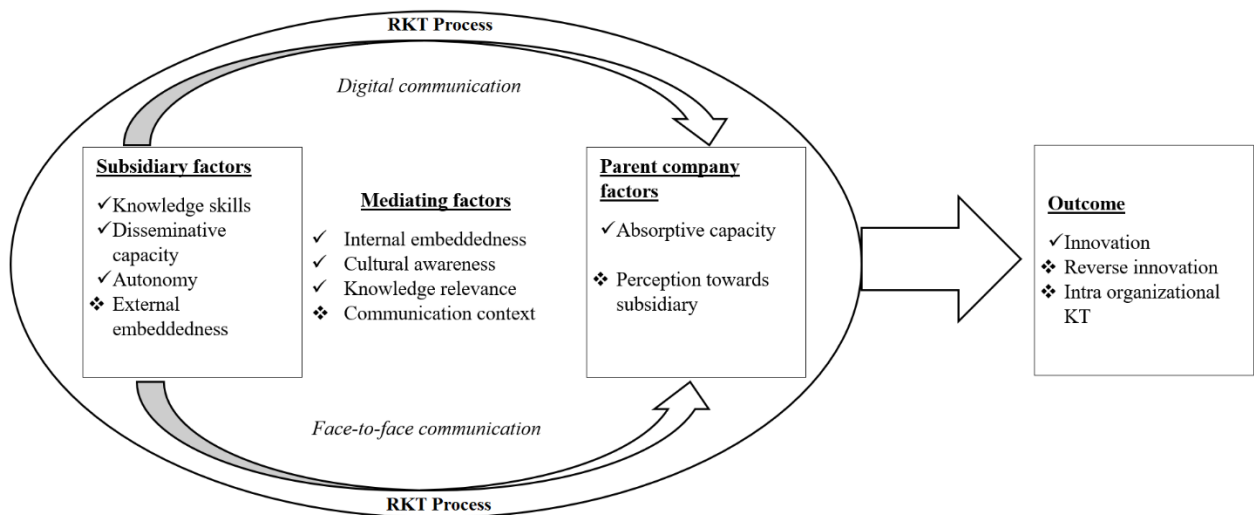 RKT Process
Digital communication
Subsidiary factors
✓Knowledge skills
✓Disseminative
capacity
✓Autonomy
❖ External
embeddedness
Mediating factors
✓ Internal embeddedness
✓ Cultural awareness
✓ Knowledge relevance
❖ Communication context
Parent company
factors
✓Absorptive capacity
❖ Perception towards
subsidiary
Outcome
✓Innovation
❖ Reverse innovation
❖ Intra organizational
KT
Face-to-face communication
RKT Process